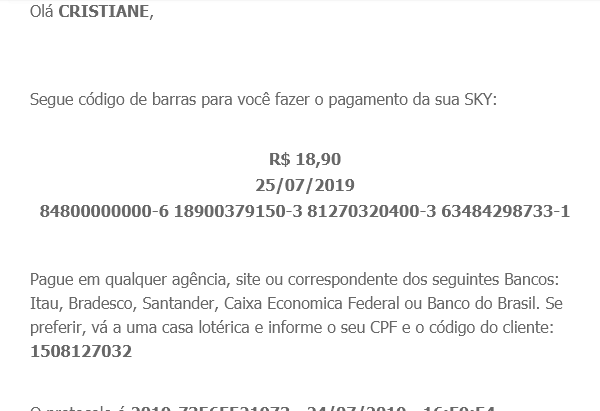 Olá CRISTIANE,
Segue código de barras para você fazer o pagamento da sua SKY:
R$ 18,90
25/07/2019
84800000000-6 18900379150-3 81270320400-3 63484298733-1
Pague em qualquer agência, site ou correspondente dos seguintes Bancos:
Itau, Bradesco, Santander, Caixa Economica Federal ou Banco do Brasil. Se
preferir, vá a uma casa lotérica e informe o seu CPF e o código do cliente:
1508127032
O protocolo é